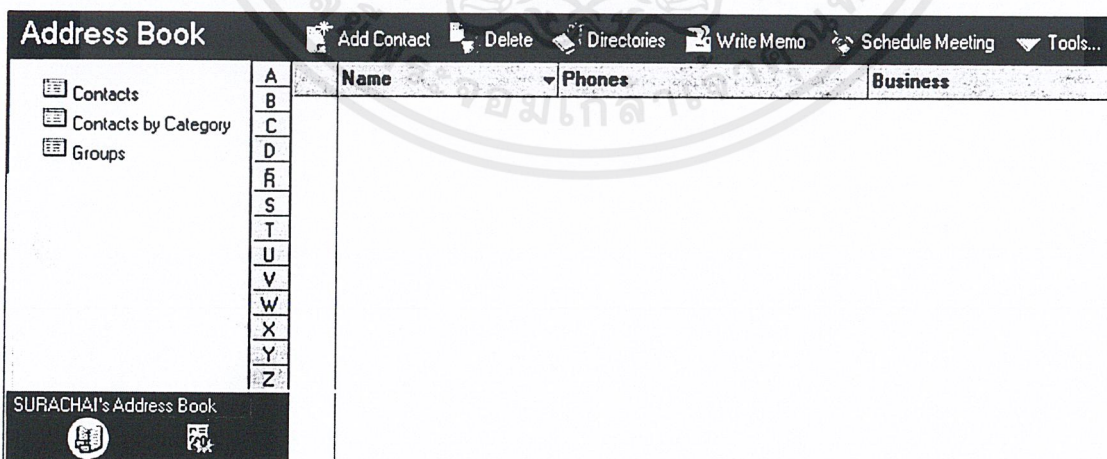 Address Book
Add Contact Delete Directories Write Memo Schedule Meeting Tools...
Name Phones Business
Contacts
Contacts by Category
Groups
A
B
C
D
R
S
T
U
V
W
X
Y
Z
SURACHAI's Address Book
20